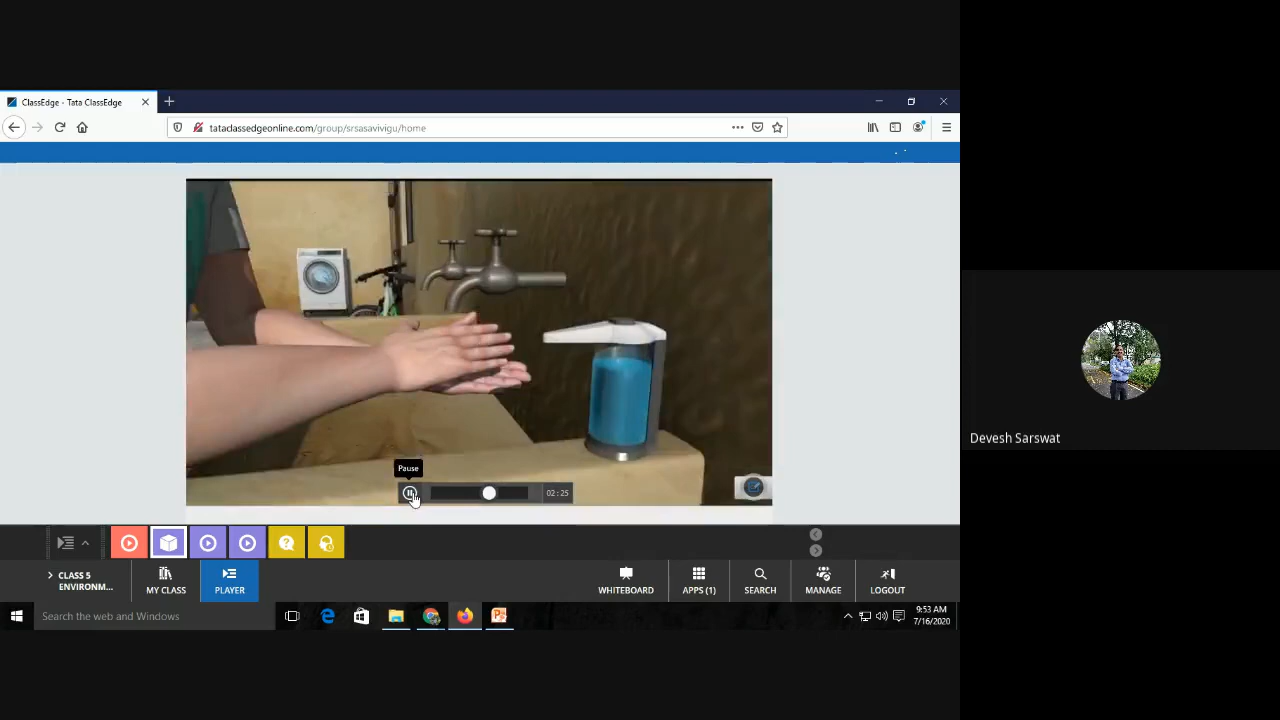 ClassEdge - Tata ClassEdge
tataclassedgeonline.com/group/srsasavivigu/home
Pause
02:25
CLASS 5
ENVIRONM...
MY CLASS
PLAYER
WHITEBOARD
APPS (1)
SEARCH
MANAGE
LOGOUT
Search the web and Windows
9:53 AM
7/16/2020
Devesh Sarswat